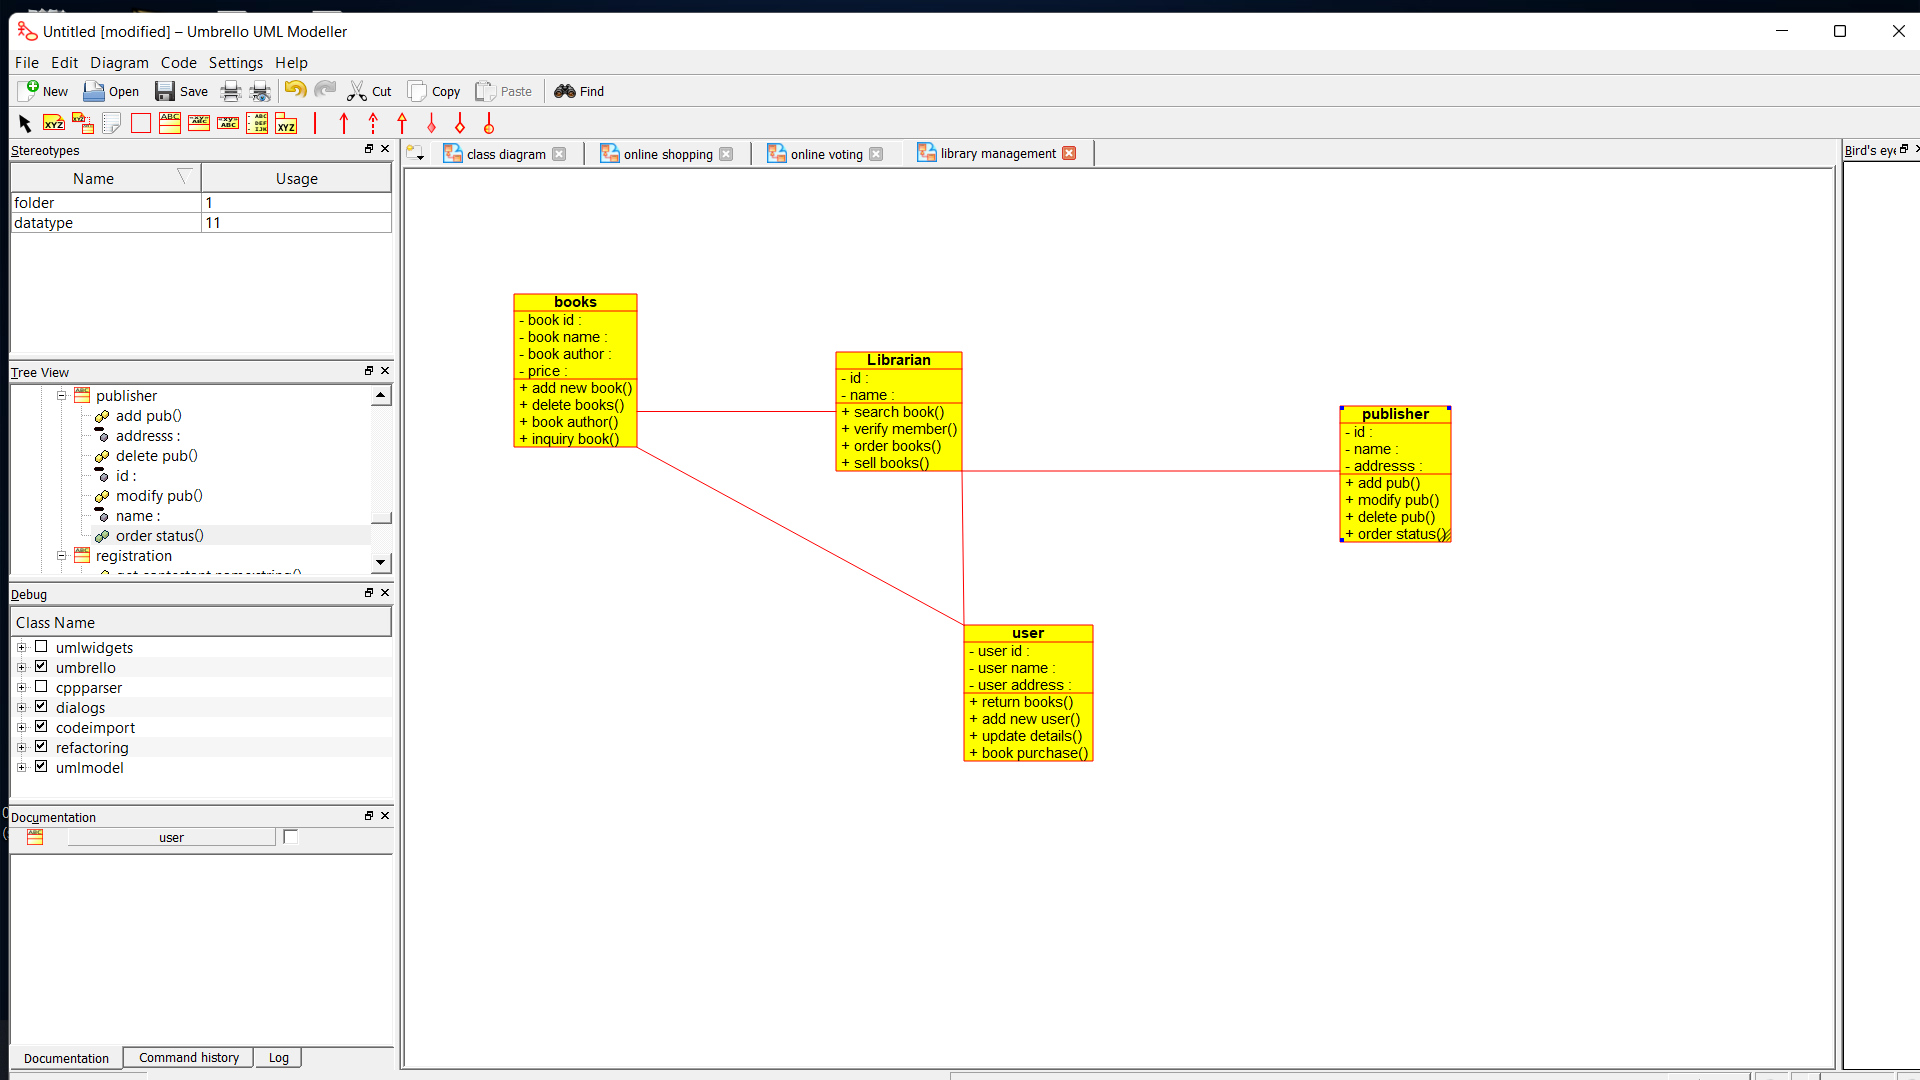 Untitled [modified] – Umbrello UML Modeller
File Edit Diagram Code Settings Help
New Open Save Cut Copy Paste Find
Stereotypes
Name Usage
folder 1
datatype 11
Tree View
publisher
add pub()
addresss :
delete pub()
id :
modify pub()
name :
order status()
registration
Debug
Class Name
umlwidgets
umbrello
cppparser
dialogs
codeimport
refactoring
umlmodel
Documentation
user
Documentation Command history Log
class diagram online shopping online voting library management
Bird's eye
books
- book id :
- book name :
- book author :
- price :
+ add new book()
+ delete books()
+ book author()
+ inquiry book()
Librarian
- id :
- name :
+ search book()
+ verify member()
+ order books()
+ sell books()
publisher
- id :
- name :
- addresss :
+ add pub()
+ modify pub()
+ delete pub()
+ order status()
user
- user id :
- user name :
- user address :
+ return books()
+ add new user()
+ update details()
+ book purchase()